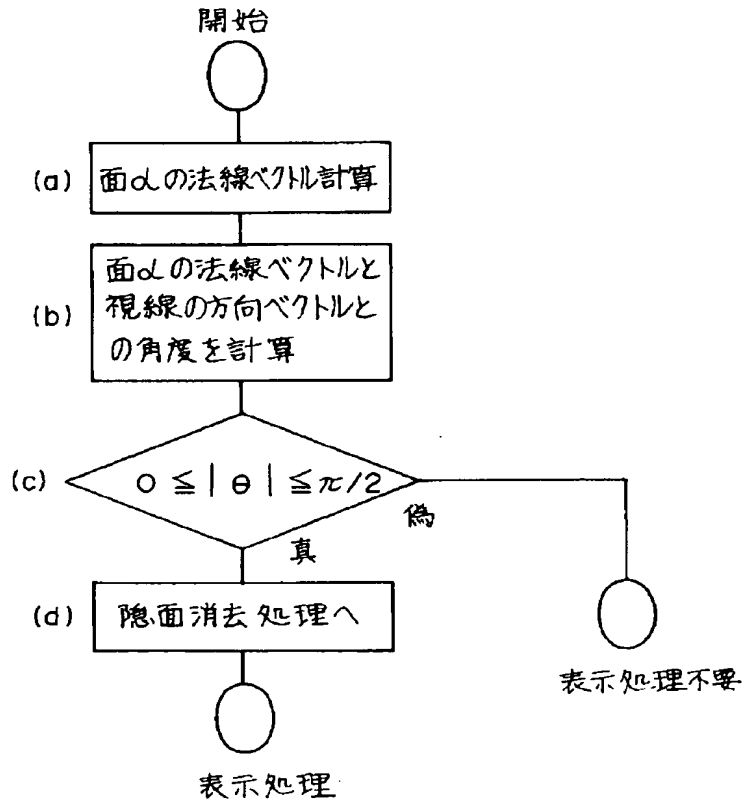 開始
(a)
面αの法線ベクトル計算
(b)
面αの法線ベクトルと
視線の方向ベクトルと
の角度を計算
(c)
0 ≦ | θ | ≦ π/2
偽
真
(d)
隠面消去処理へ
表示処理不要
表示処理